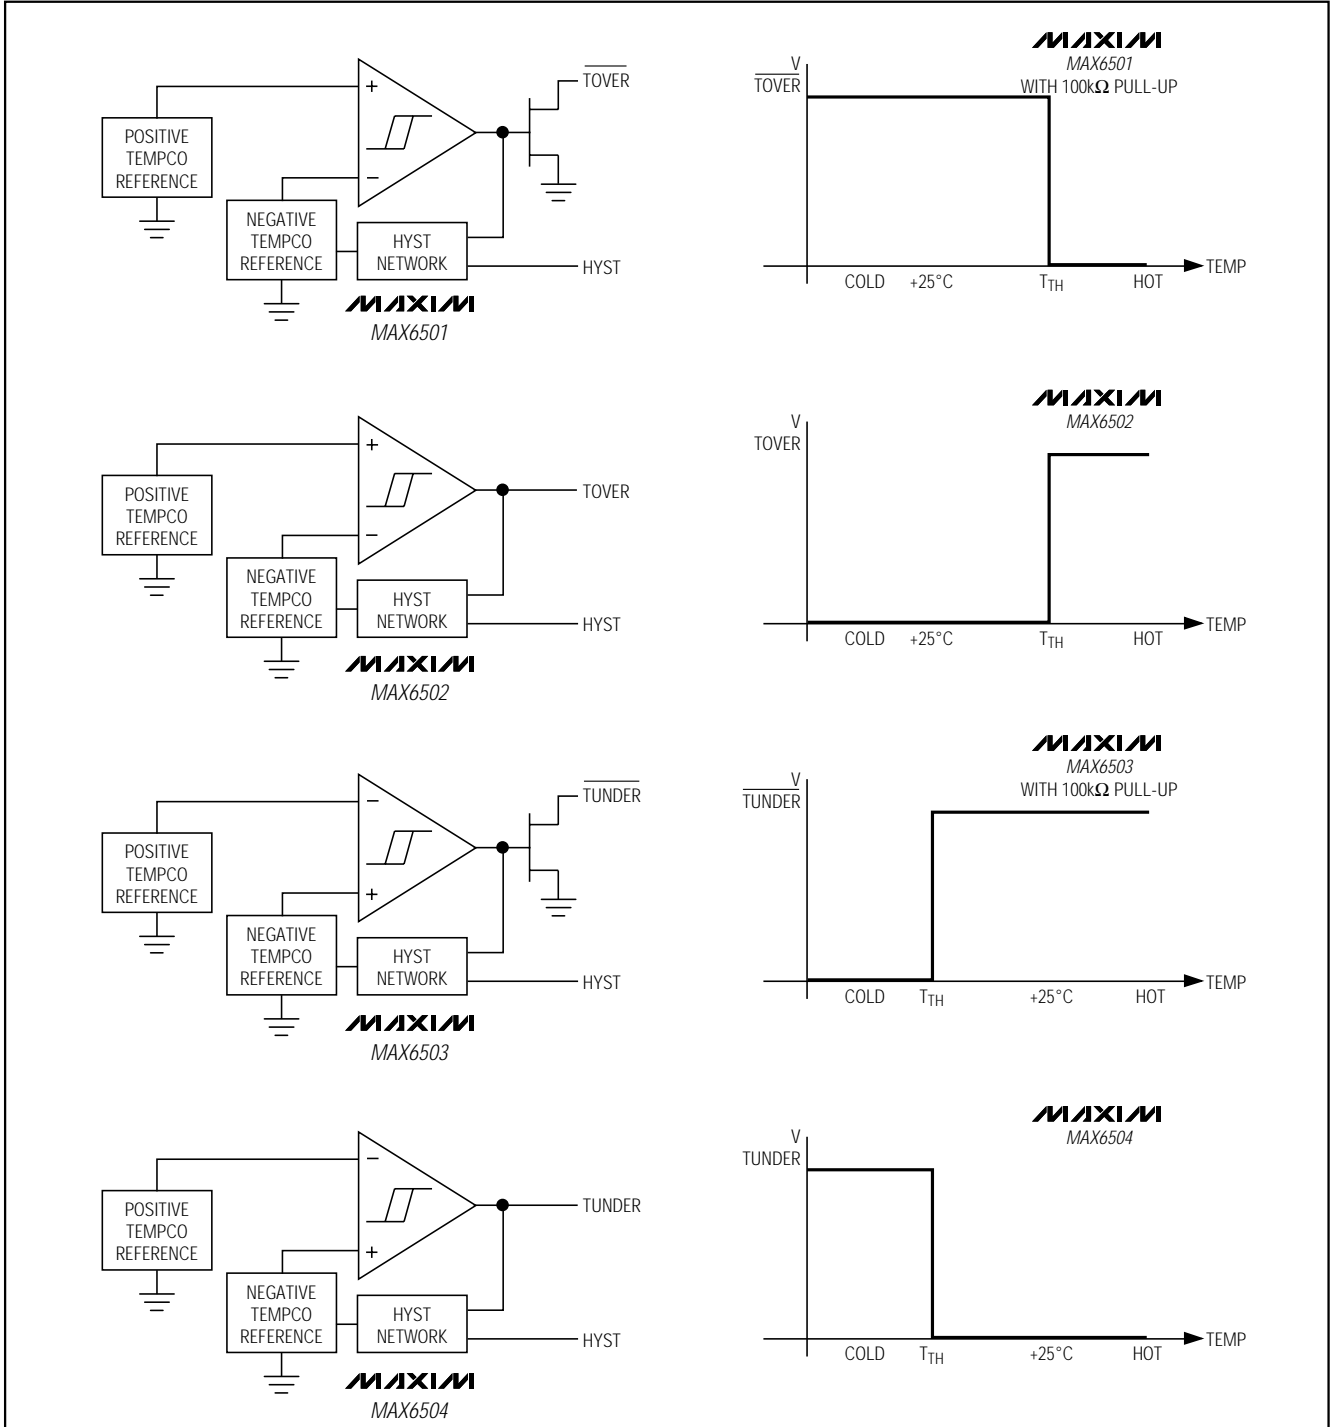 MAXIM
MAX6501
WITH 100kΩ PULL-UP
V
TOVER
TOVER
+
POSITIVE
TEMPCO
REFERENCE
−
NEGATIVE
TEMPCO
REFERENCE
HYST
NETWORK
HYST
MAXIM
MAX6501
COLD
+25°C
TTH
HOT
TEMP
MAXIM
MAX6502
V
TOVER
+
POSITIVE
TEMPCO
REFERENCE
−
TOVER
NEGATIVE
TEMPCO
REFERENCE
HYST
NETWORK
HYST
MAXIM
MAX6502
COLD
+25°C
TTH
HOT
TEMP
MAXIM
MAX6503
WITH 100kΩ PULL-UP
V
TUNDER
TUNDER
−
POSITIVE
TEMPCO
REFERENCE
+
NEGATIVE
TEMPCO
REFERENCE
HYST
NETWORK
HYST
MAXIM
MAX6503
COLD
TTH
+25°C
HOT
TEMP
MAXIM
MAX6504
V
TUNDER
−
POSITIVE
TEMPCO
REFERENCE
+
TUNDER
NEGATIVE
TEMPCO
REFERENCE
HYST
NETWORK
HYST
MAXIM
MAX6504
COLD
TTH
+25°C
HOT
TEMP